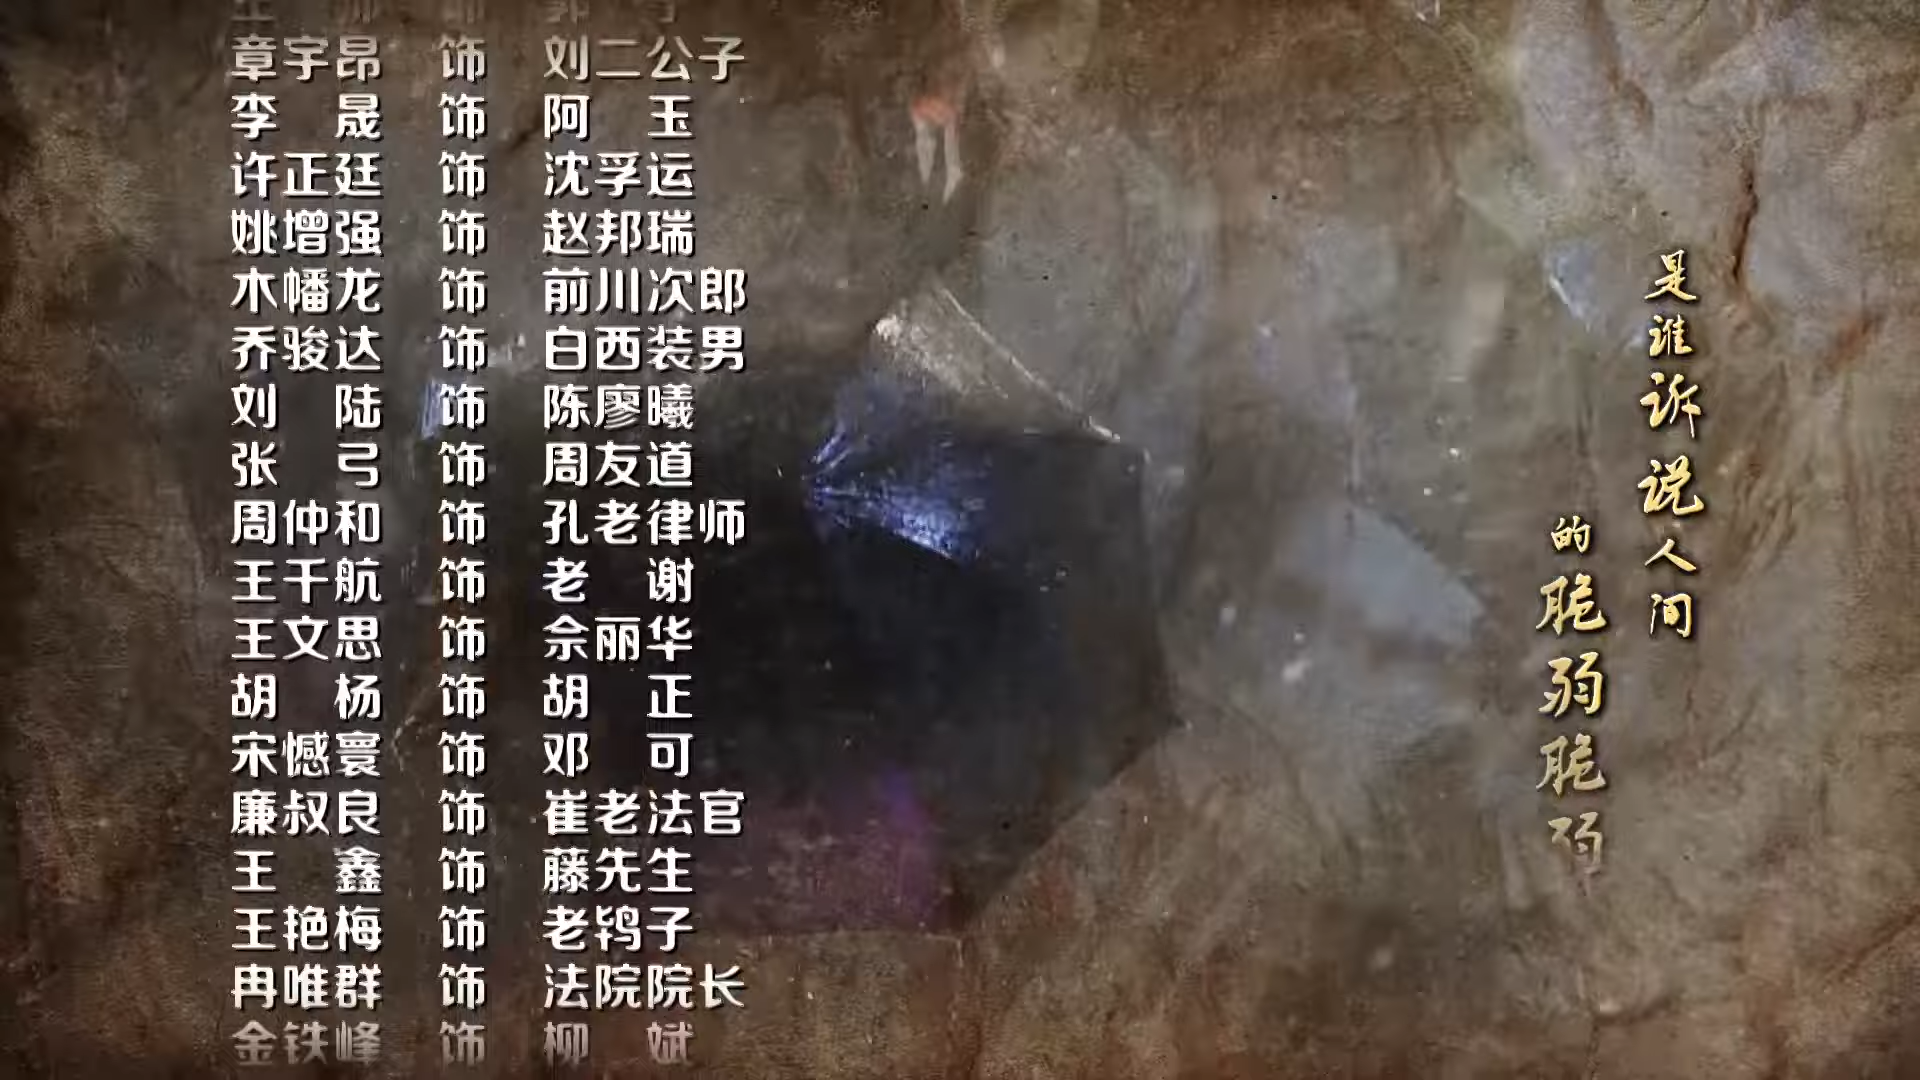 章宇昂 饰 刘二公子
李晟 饰 阿玉
许正廷 饰 沈孚运
姚增强 饰 赵邦瑞
木幡龙 饰 前川次郎
乔骏达 饰 白西装男
刘陆 饰 陈廖曦
张弓 饰 周友道
周仲和 饰 孔老律师
王千航 饰 老谢
王文思 饰 佘丽华
胡杨 饰 胡正
宋憾寰 饰 邓可
廉叔良 饰 崔老法官
王鑫 饰 藤先生
王艳梅 饰 老鸨子
冉唯群 饰 法院院长
金铁峰 饰 柳斌
是谁诉说人间
的脆弱脆弱